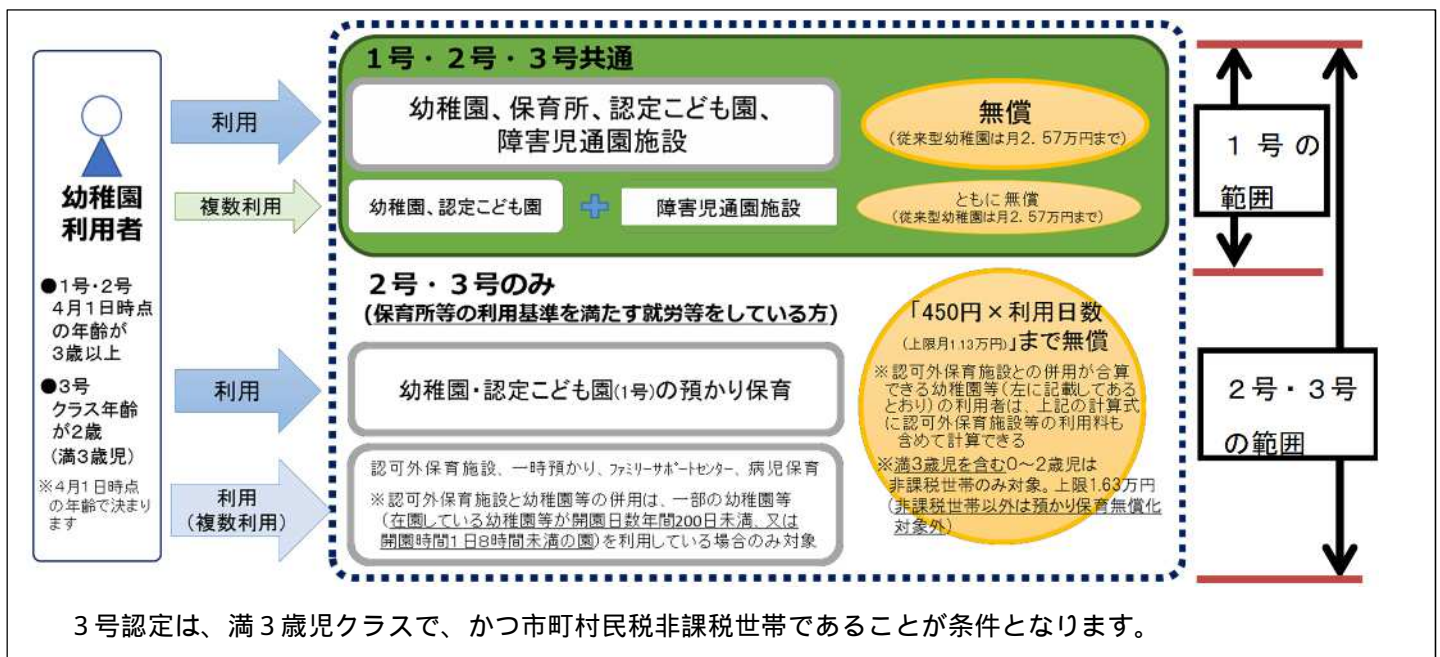 幼稚園
利用者
●1号・2号
4月1日時点
の年齢が
3歳以上
●3号
クラス年齢
が2歳
(満3歳児)
※4月1日時点
の年齢で決まり
ます
利用
複数利用
利用
利用
(複数利用)
1号・2号・3号共通
幼稚園、保育所、認定こども園、
障害児通園施設
無償
(従来型幼稚園は月2.57万円まで)
幼稚園、認定こども園
障害児通園施設
ともに無償
(従来型幼稚園は月2.57万円まで)
2号・3号のみ
(保育所等の利用基準を満たす就労等をしている方)
幼稚園・認定こども園(1号)の預かり保育
認可外保育施設、一時預かり、ファミリーサポートセンター、病児保育
※認可外保育施設と幼稚園等の併用は、一部の幼稚園等
(在園している幼稚園等が開園日数年間200日未満、又は
開園時間1日8時間未満の園)を利用している場合のみ対象
「450円×利用日数
(上限月1.13万円)」まで無償
※認可外保育施設との併用が合算
できる幼稚園等(左に記載してある
とおり)の利用者は、上記の計算式
に認可外保育施設等の利用料も
含めて計算できる
※満3歳児を含む0~2歳児は
非課税世帯のみ対象。上限1.63万円
(非課税世帯以外は預かり保育無償化
対象外)
1号の
範囲
2号・3号
の範囲
3号認定は、満3歳児クラスで、かつ市町村民税非課税世帯であることが条件となります。